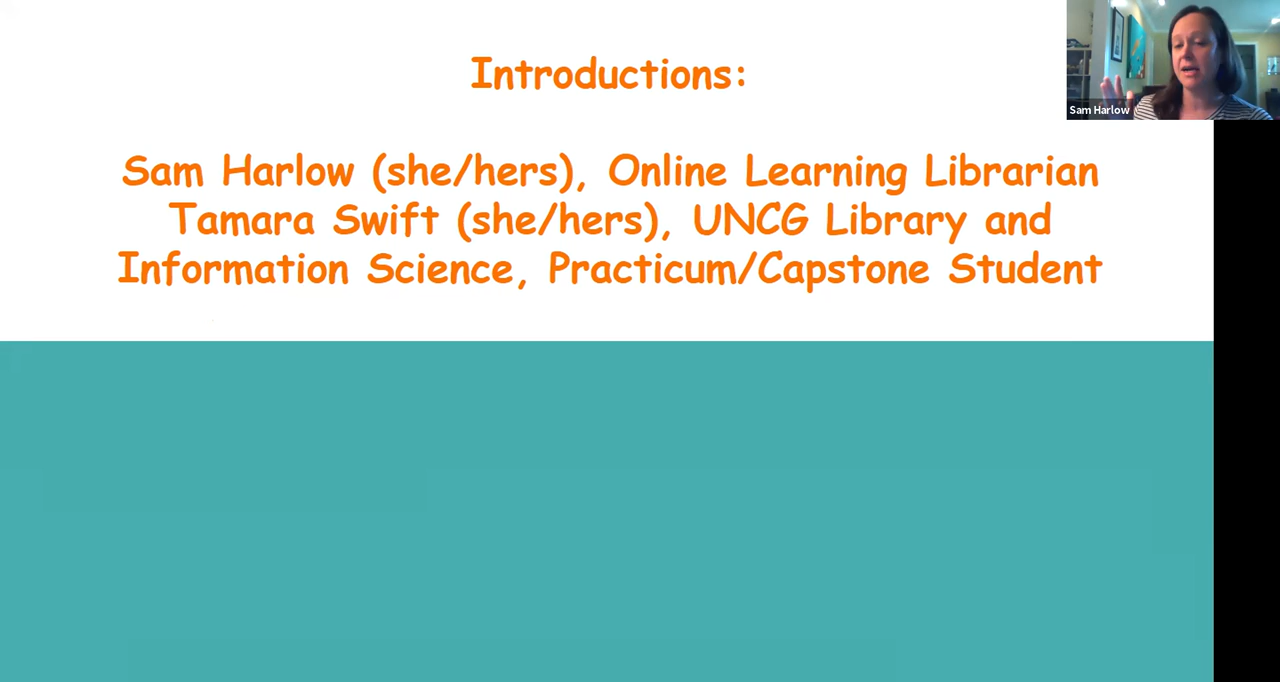 Introductions:
Sam Harlow (she/hers), Online Learning Librarian
Tamara Swift (she/hers), UNCG Library and
Information Science, Practicum/Capstone Student
Sam Harlow